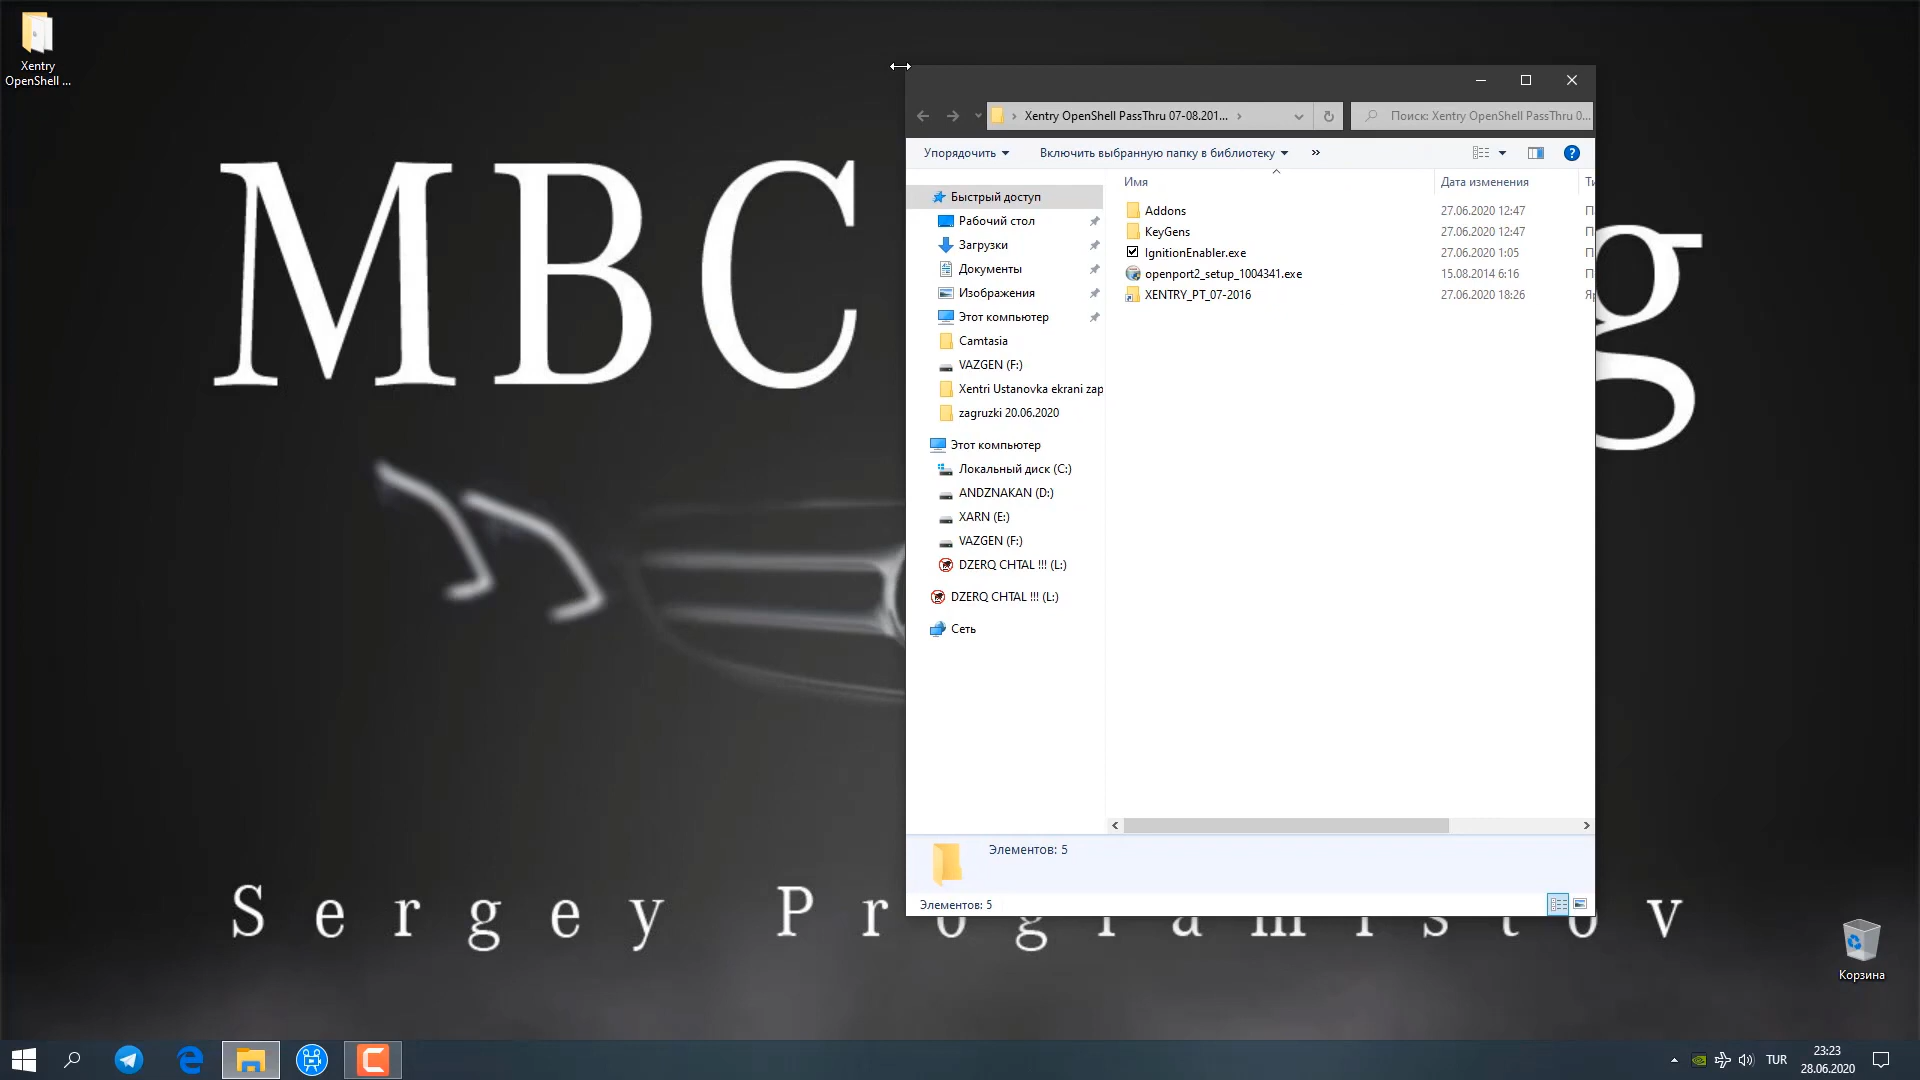 Xentry
OpenShell ...
MBC
g
Sergey Programistov
Xentry OpenShell PassThru 07-08.201...
Поиск: Xentry OpenShell PassThru 0...
Упорядочить
Включить выбранную папку в библиотеку
»
?
Быстрый доступ
Рабочий стол
Загрузки
Документы
Изображения
Этот компьютер
Camtasia
VAZGEN (F:)
Xentri Ustanovka ekrani zap
zagruzki 20.06.2020
Этот компьютер
Локальный диск (C:)
ANDZNAKAN (D:)
XARN (E:)
VAZGEN (F:)
DZERQ CHTAL !!! (L:)
DZERQ CHTAL !!! (L:)
Сеть
Имя
Дата изменения
Ти
Addons
27.06.2020 12:47
П
KeyGens
27.06.2020 12:47
П
IgnitionEnabler.exe
27.06.2020 1:05
П
openport2_setup_1004341.exe
15.08.2014 6:16
П
XENTRY_PT_07-2016
27.06.2020 18:26
Яр
Элементов: 5
Элементов: 5
Корзина
TUR
23:23
28.06.2020